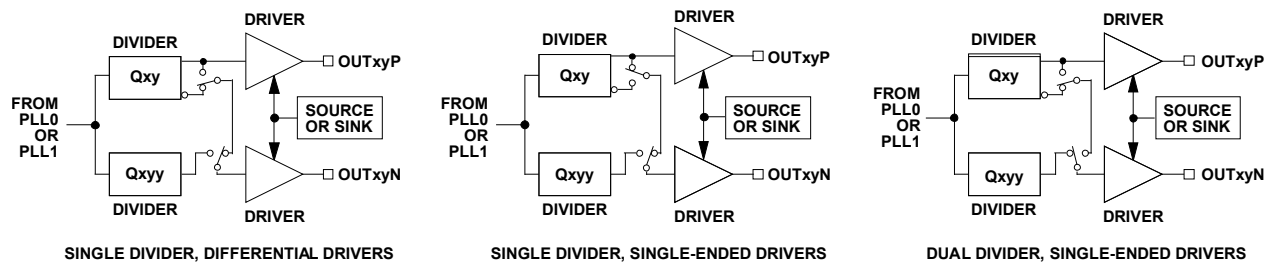 DRIVER
DIVIDER
Qxy
OUTxyP
FROM
PLL0
OR
PLL1
SOURCE
OR SINK
Qxyy
OUTxyN
DIVIDER
DRIVER
SINGLE DIVIDER, DIFFERENTIAL DRIVERS
DRIVER
DIVIDER
Qxy
OUTxyP
FROM
PLL0
OR
PLL1
SOURCE
OR SINK
Qxyy
OUTxyN
DIVIDER
DRIVER
SINGLE DIVIDER, SINGLE-ENDED DRIVERS
DRIVER
DIVIDER
Qxy
OUTxyP
FROM
PLL0
OR
PLL1
SOURCE
OR SINK
Qxyy
OUTxyN
DIVIDER
DRIVER
DUAL DIVIDER, SINGLE-ENDED DRIVERS